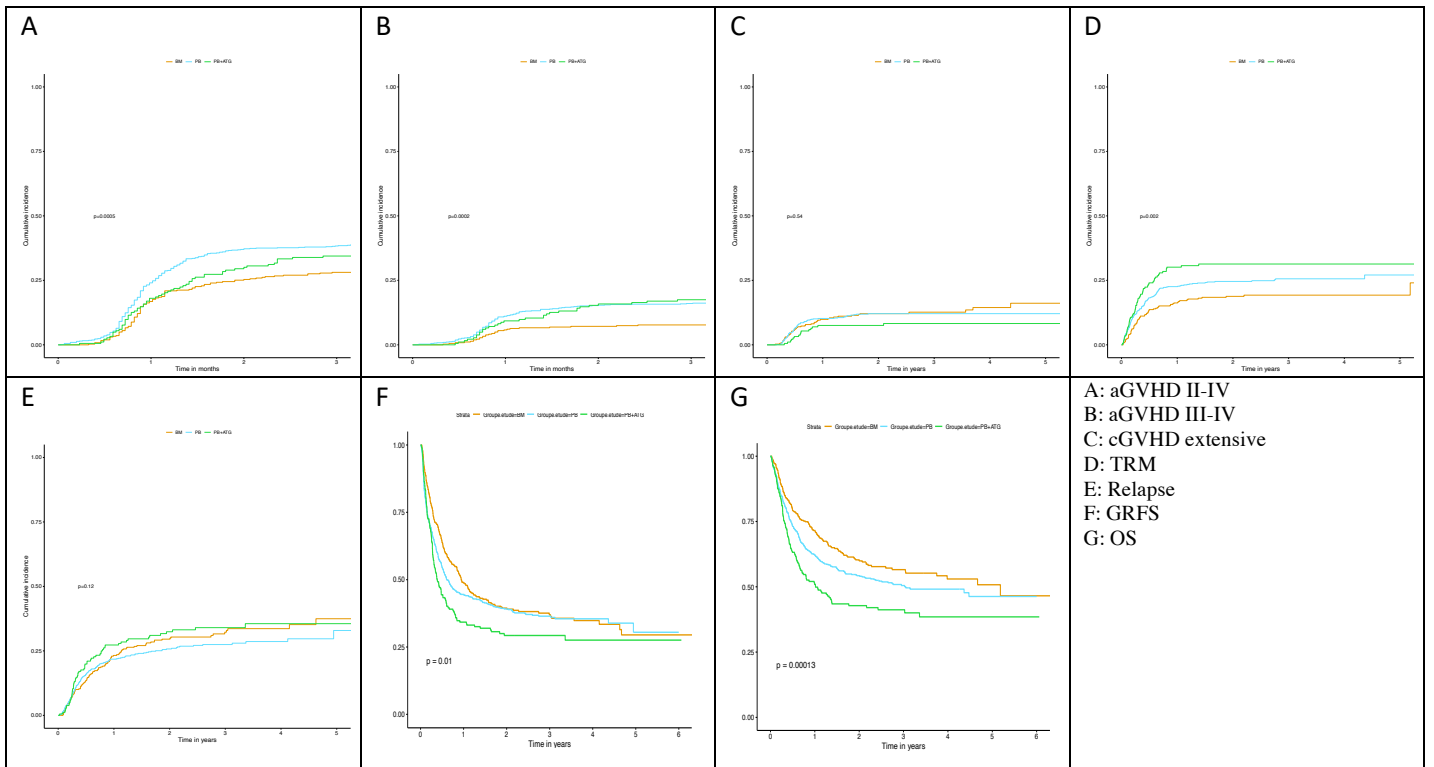 A
BM PB PB+ATG
1.00
0.75
0.50
0.25
0.00
Cumulative incidence
p=0.0005
0 1 2 3
Time in months
B
BM PB PB+ATG
1.00
0.75
0.50
0.25
0.00
Cumulative incidence
p=0.0002
0 1 2 3
Time in months
C
BM PB PB+ATG
1.00
0.75
0.50
0.25
0.00
Cumulative incidence
p=0.54
0 1 2 3 4 5
Time in years
D
BM PB PB+ATG
1.00
0.75
0.50
0.25
0.00
Cumulative incidence
p=0.002
0 1 2 3 4 5
Time in years
E
BM PB PB+ATG
1.00
0.75
0.50
0.25
0.00
Cumulative incidence
p=0.12
0 1 2 3 4 5
Time in years
F
Strata Groupe.etude=BM Groupe.etude=PB Groupe.etude=PB+ATG
1.00
0.75
0.50
0.25
0.00
p = 0.01
0 1 2 3 4 5 6
Time in years
G
Strata Groupe.etude=BM Groupe.etude=PB Groupe.etude=PB+ATG
1.00
0.75
0.50
0.25
0.00
p = 0.00013
0 1 2 3 4 5 6
Time in years
A: aGVHD II-IV
B: aGVHD III-IV
C: cGVHD extensive
D: TRM
E: Relapse
F: GRFS
G: OS